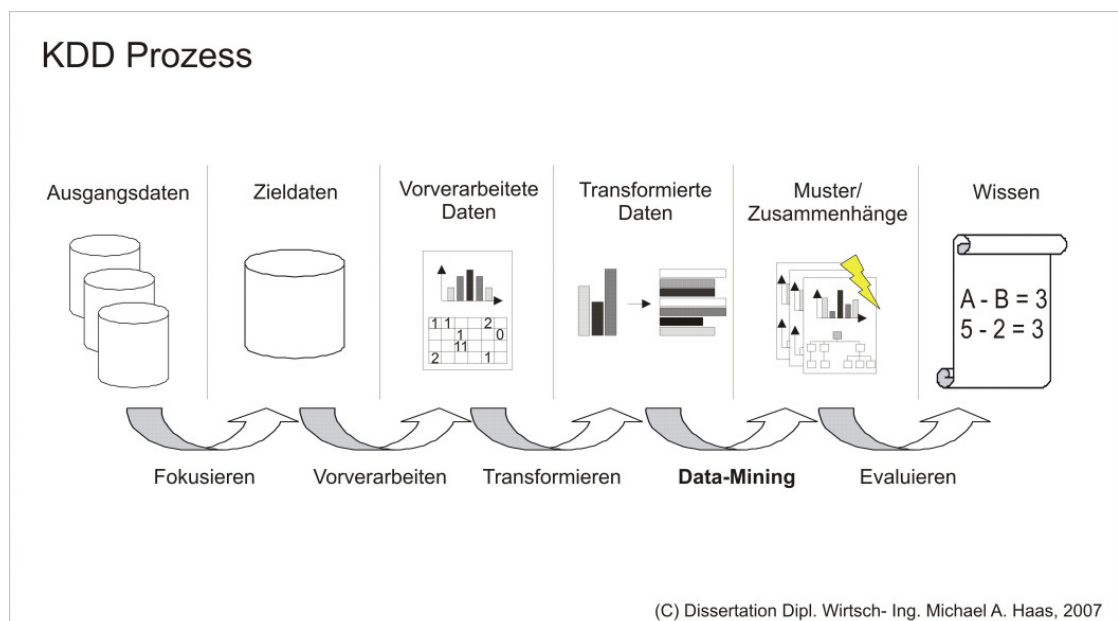 KDD Prozess
Ausgangsdaten
Zieldaten
Vorverarbeitete
Daten
Transformierte
Daten
Muster/
Zusammenhänge
Wissen
1 1 2
1 0
11
2 1
A - B = 3
5 - 2 = 3
Fokusieren
Vorverarbeiten
Transformieren
Data-Mining
Evaluieren
(C) Dissertation Dipl. Wirtsch- Ing. Michael A. Haas, 2007